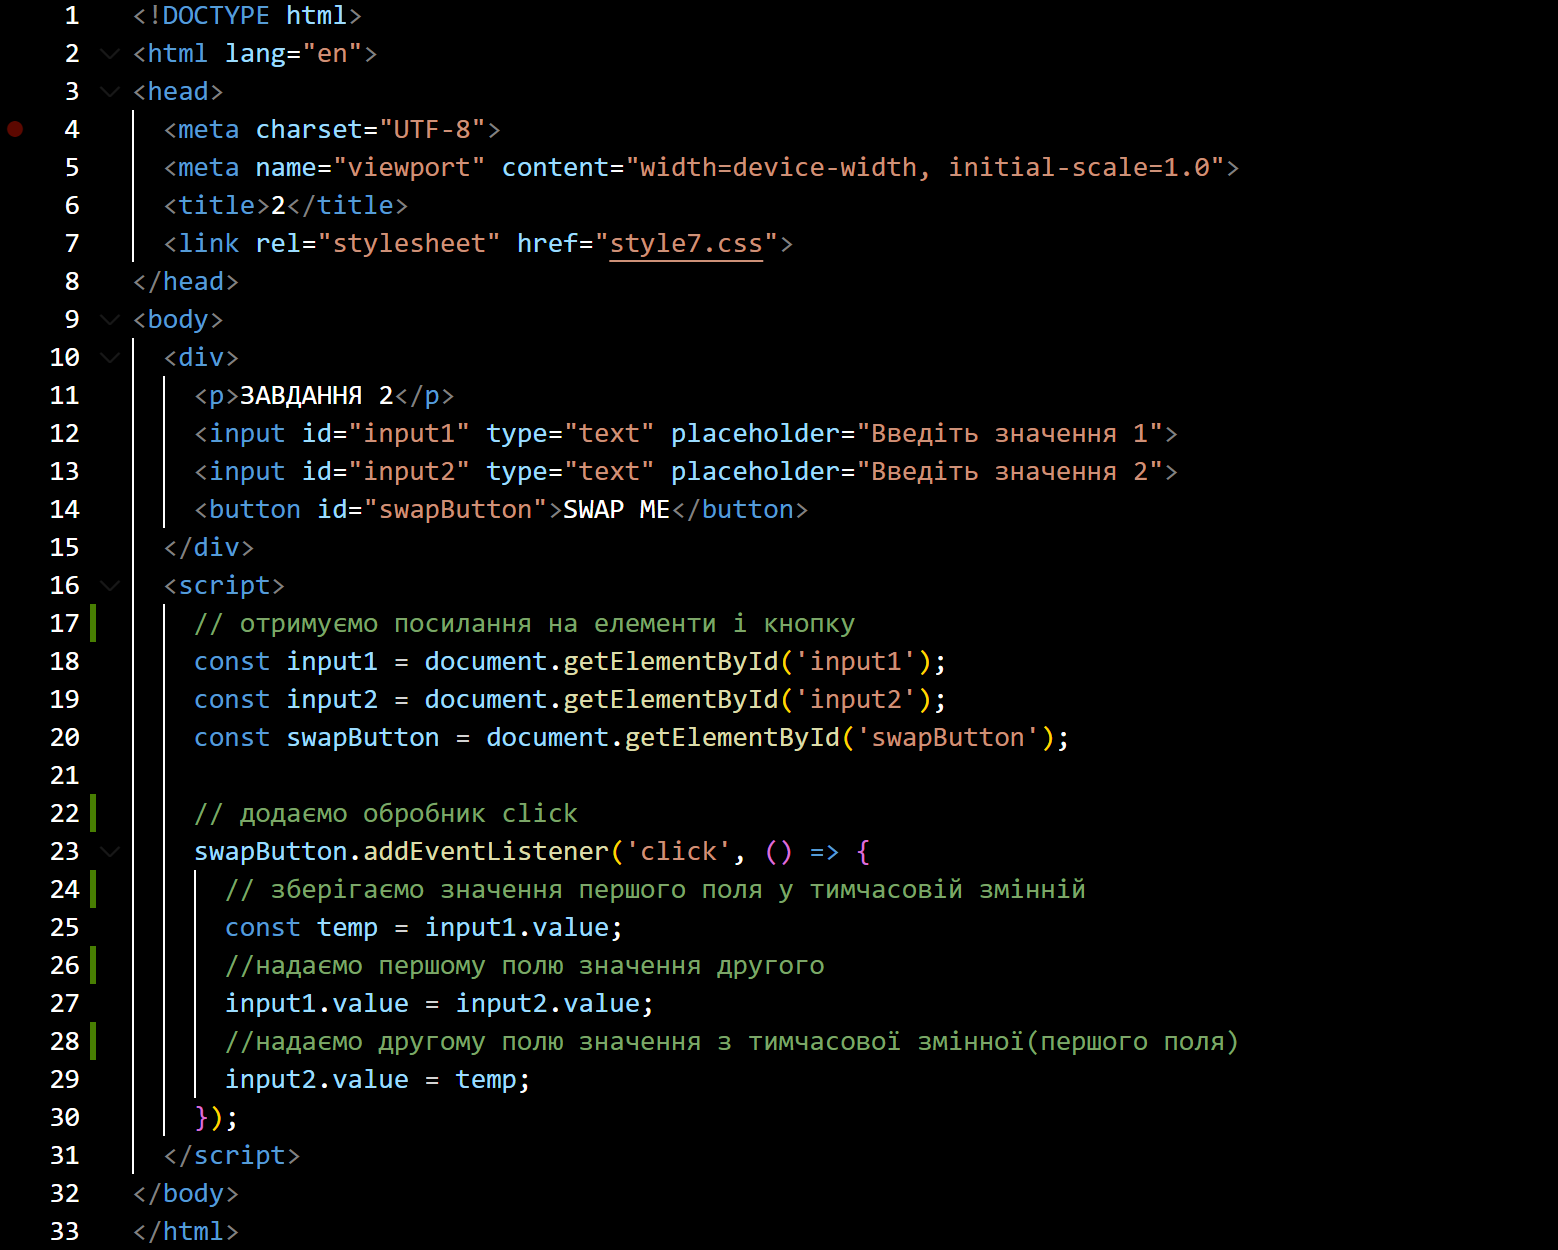 1 <!DOCTYPE html>
2 <html lang="en">
3 <head>
4 <meta charset="UTF-8">
5 <meta name="viewport" content="width=device-width, initial-scale=1.0">
6 <title>2</title>
7 <link rel="stylesheet" href="style7.css">
8 </head>
9 <body>
10 <div>
11 <p>ЗАВДАННЯ 2</p>
12 <input id="input1" type="text" placeholder="Введіть значення 1">
13 <input id="input2" type="text" placeholder="Введіть значення 2">
14 <button id="swapButton">SWAP ME</button>
15 </div>
16 <script>
17 // отримуємо посилання на елементи і кнопку
18 const input1 = document.getElementById('input1');
19 const input2 = document.getElementById('input2');
20 const swapButton = document.getElementById('swapButton');
21
22 // додаємо обробник click
23 swapButton.addEventListener('click', () => {
24 // зберігаємо значення першого поля у тимчасовій змінній
25 const temp = input1.value;
26 //надаємо першому полю значення другого
27 input1.value = input2.value;
28 //надаємо другому полю значення з тимчасової змінної(першого поля)
29 input2.value = temp;
30 });
31 </script>
32 </body>
33 </html>